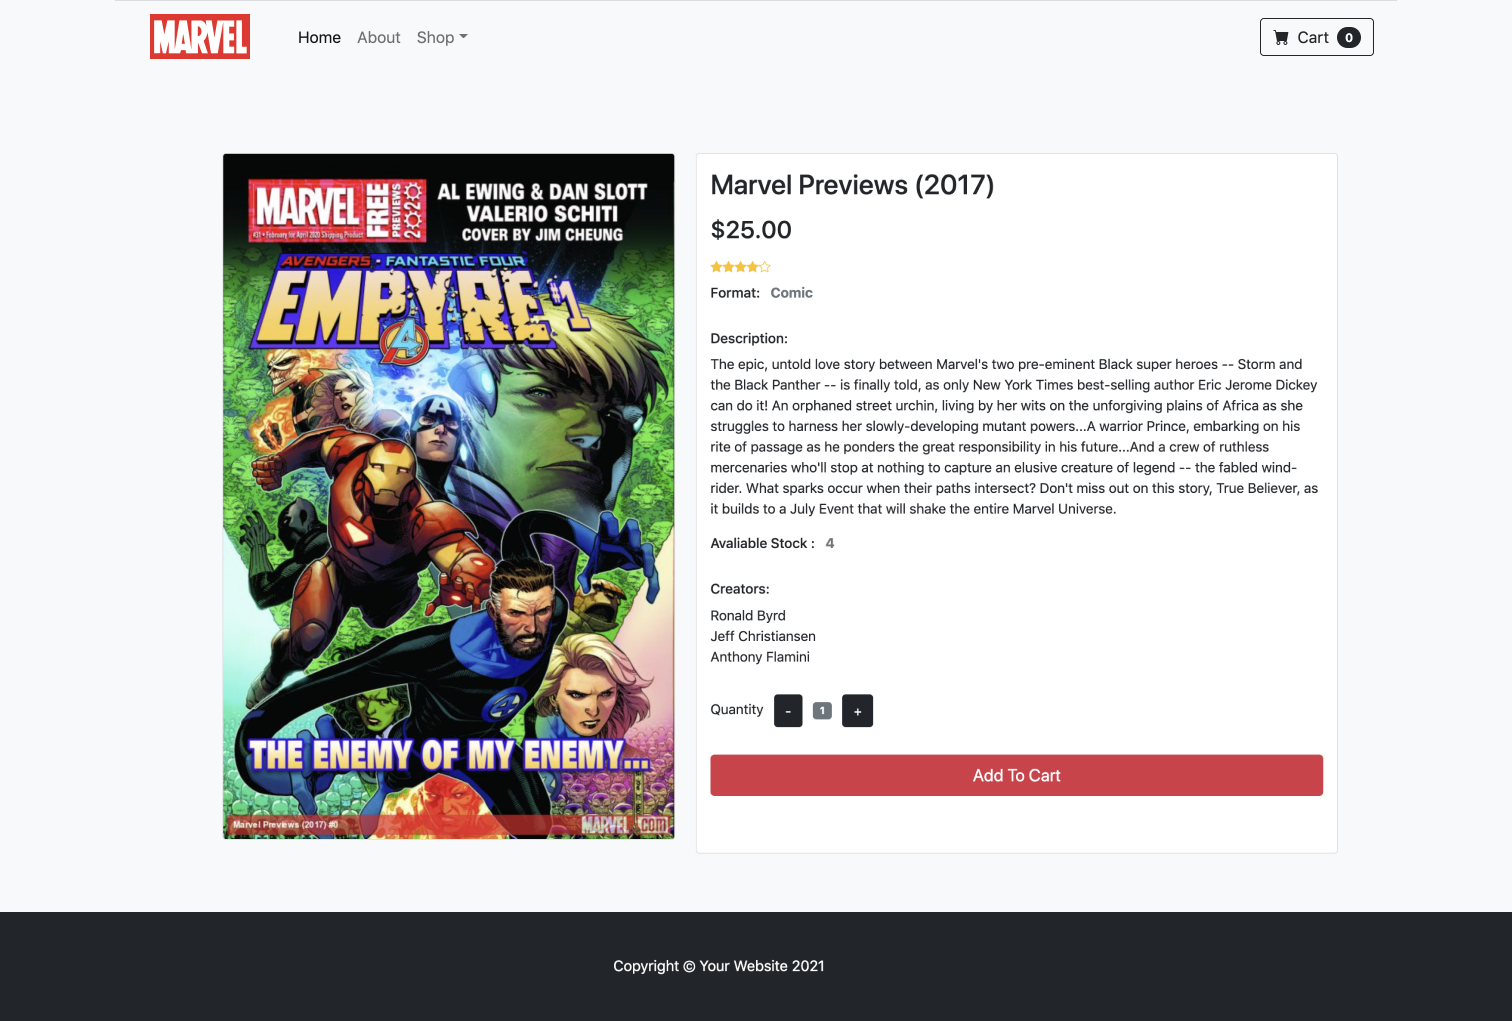 MARVEL
Home About Shop
Cart 0
MARVEL FREE PREVIEWS 2020
#31 • February for April 2020 Shipping Product
AL EWING & DAN SLOTT
VALERIO SCHITI
COVER BY JIM CHEUNG
AVENGERS • FANTASTIC FOUR
EMPYRE #1
THE ENEMY OF MY ENEMY...
Marvel Previews (2017) #0
MARVEL.com
Marvel Previews (2017)
$25.00
Format: Comic
Description:
The epic, untold love story between Marvel's two pre-eminent Black super heroes -- Storm and
the Black Panther -- is finally told, as only New York Times best-selling author Eric Jerome Dickey
can do it! An orphaned street urchin, living by her wits on the unforgiving plains of Africa as she
struggles to harness her slowly-developing mutant powers...A warrior Prince, embarking on his
rite of passage as he ponders the great responsibility in his future...And a crew of ruthless
mercenaries who'll stop at nothing to capture an elusive creature of legend -- the fabled wind-
rider. What sparks occur when their paths intersect? Don't miss out on this story, True Believer, as
it builds to a July Event that will shake the entire Marvel Universe.
Avaliable Stock : 4
Creators:
Ronald Byrd
Jeff Christiansen
Anthony Flamini
Quantity - 1 +
Add To Cart
Copyright © Your Website 2021